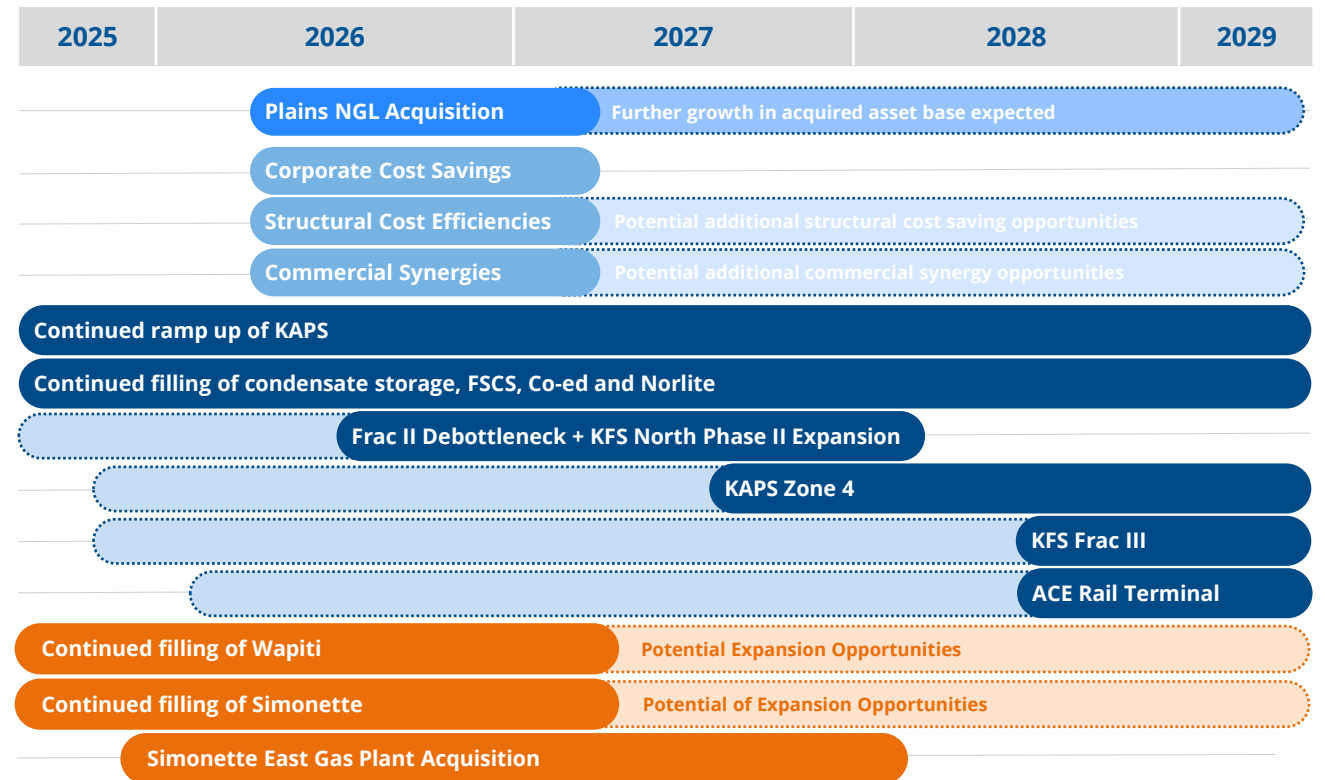 2025 2026 2027 2028 2029
Plains NGL Acquisition Further growth in acquired asset base expected
Corporate Cost Savings
Structural Cost Efficiencies Potential additional structural cost saving opportunities
Commercial Synergies Potential additional commercial synergy opportunities
Continued ramp up of KAPS
Continued filling of condensate storage, FSCS, Co-ed and Norlite
Frac II Debottleneck + KFS North Phase II Expansion
KAPS Zone 4
KFS Frac III
ACE Rail Terminal
Continued filling of Wapiti Potential Expansion Opportunities
Continued filling of Simonette Potential of Expansion Opportunities
Simonette East Gas Plant Acquisition